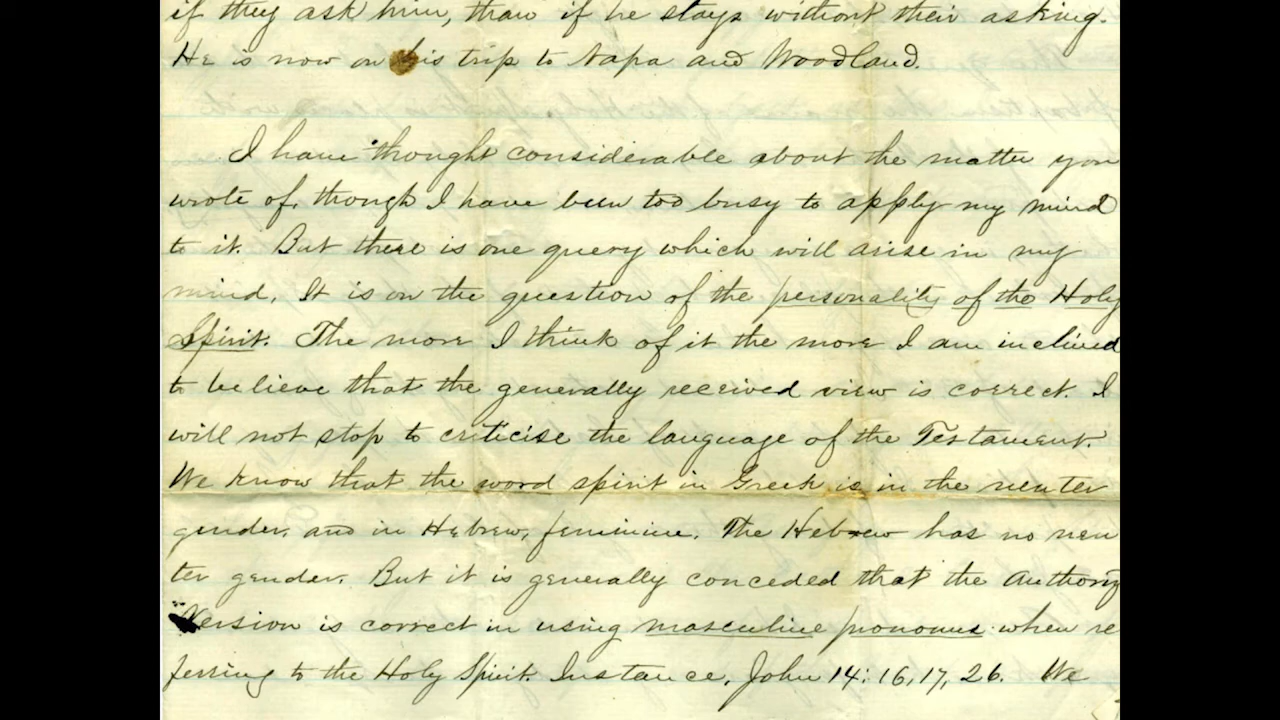 if they ask him, than if he stays without their asking.
He is now on his trip to Napa and Woodland.
I have thought considerable about the matter you
wrote of, though I have been too busy to apply my mind
to it. But there is one query which will arise in my
mind, It is on the question of the personality of the Holy
Spirit. The more I think of it the more I am inclined
to believe that the generally received view is correct. I
will not stop to criticise the language of the Testament.
We know that the word spirit in Greek is in the neuter
gender, and in Hebrew, feminine. The Hebrew has no neu
ter gender. But it is generally conceded that the Authoriz
Version is correct in using masculine pronouns when re
ferring to the Holy Spirit. Instance, John 14:16,17,26. We